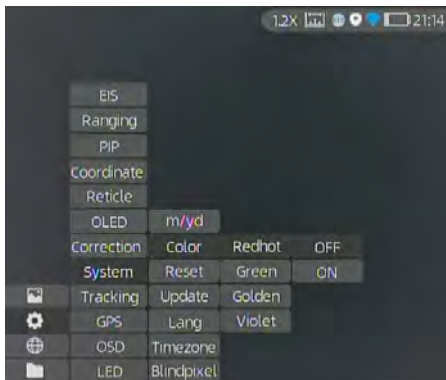 1.2X 21:14
EIS
Ranging
PIP
Coordinate
Reticle
OLED m/yd
Correction Color Redhot OFF
System Reset Green ON
Tracking Update Golden
GPS Lang Violet
OSD Timezone
LED Blindpixel